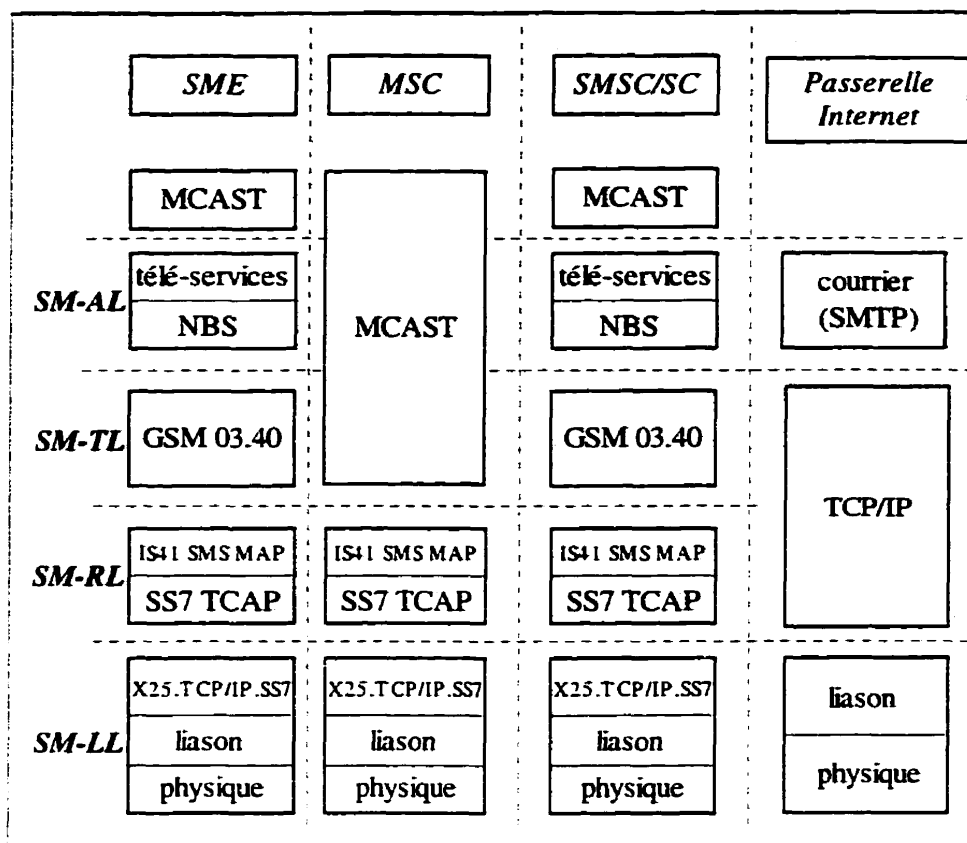 SME MSC SMSC/SC Passerelle
Internet
MCAST MCAST
SM-AL télé-services MCAST télé-services courrier
NBS NBS (SMTP)
SM-TL GSM 03.40 GSM 03.40
TCP/IP
SM-RL IS41 SMS MAP IS41 SMS MAP IS41 SMS MAP
SS7 TCAP SS7 TCAP SS7 TCAP
X25.TCP/IP.SS7 X25.TCP/IP.SS7 X25.TCP/IP.SS7 liason
SM-LL liason liason liason
physique physique physique physique